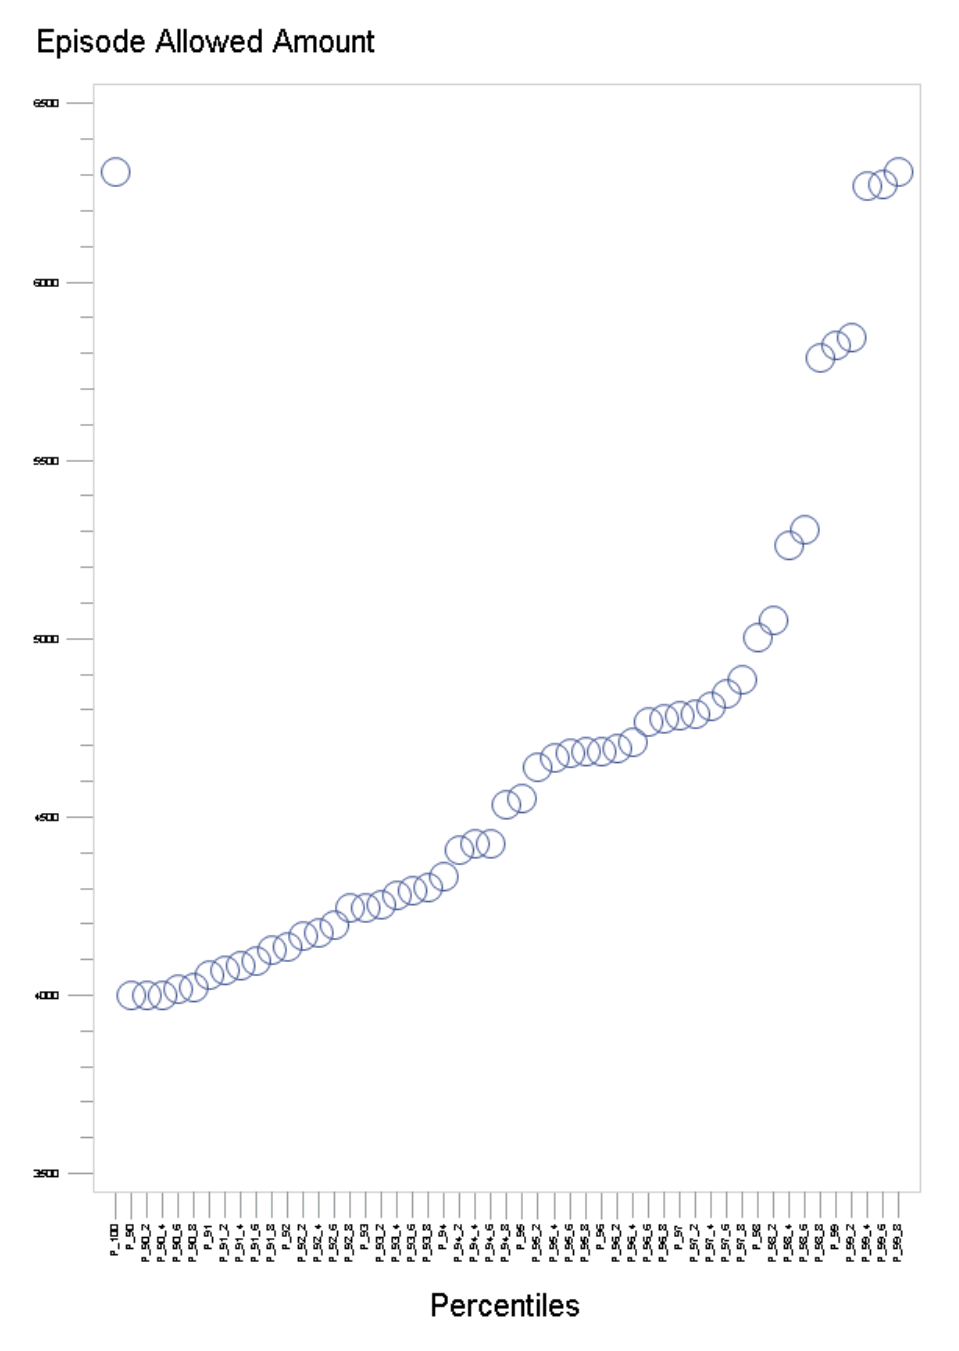 Episode Allowed Amount
6500
6000
5500
5000
4500
4000
3500
P_100
P_90
P_90_2
P_90_4
P_90_6
P_90_8
P_91
P_91_2
P_91_4
P_91_6
P_91_8
P_92
P_92_2
P_92_4
P_92_6
P_92_8
P_93
P_93_2
P_93_4
P_93_6
P_93_8
P_94
P_94_2
P_94_4
P_94_6
P_94_8
P_95
P_95_2
P_95_4
P_95_6
P_95_8
P_96
P_96_2
P_96_4
P_96_6
P_96_8
P_97
P_97_2
P_97_4
P_97_6
P_97_8
P_98
P_98_2
P_98_4
P_98_6
P_98_8
P_99
P_99_2
P_99_4
P_99_6
P_99_8
Percentiles